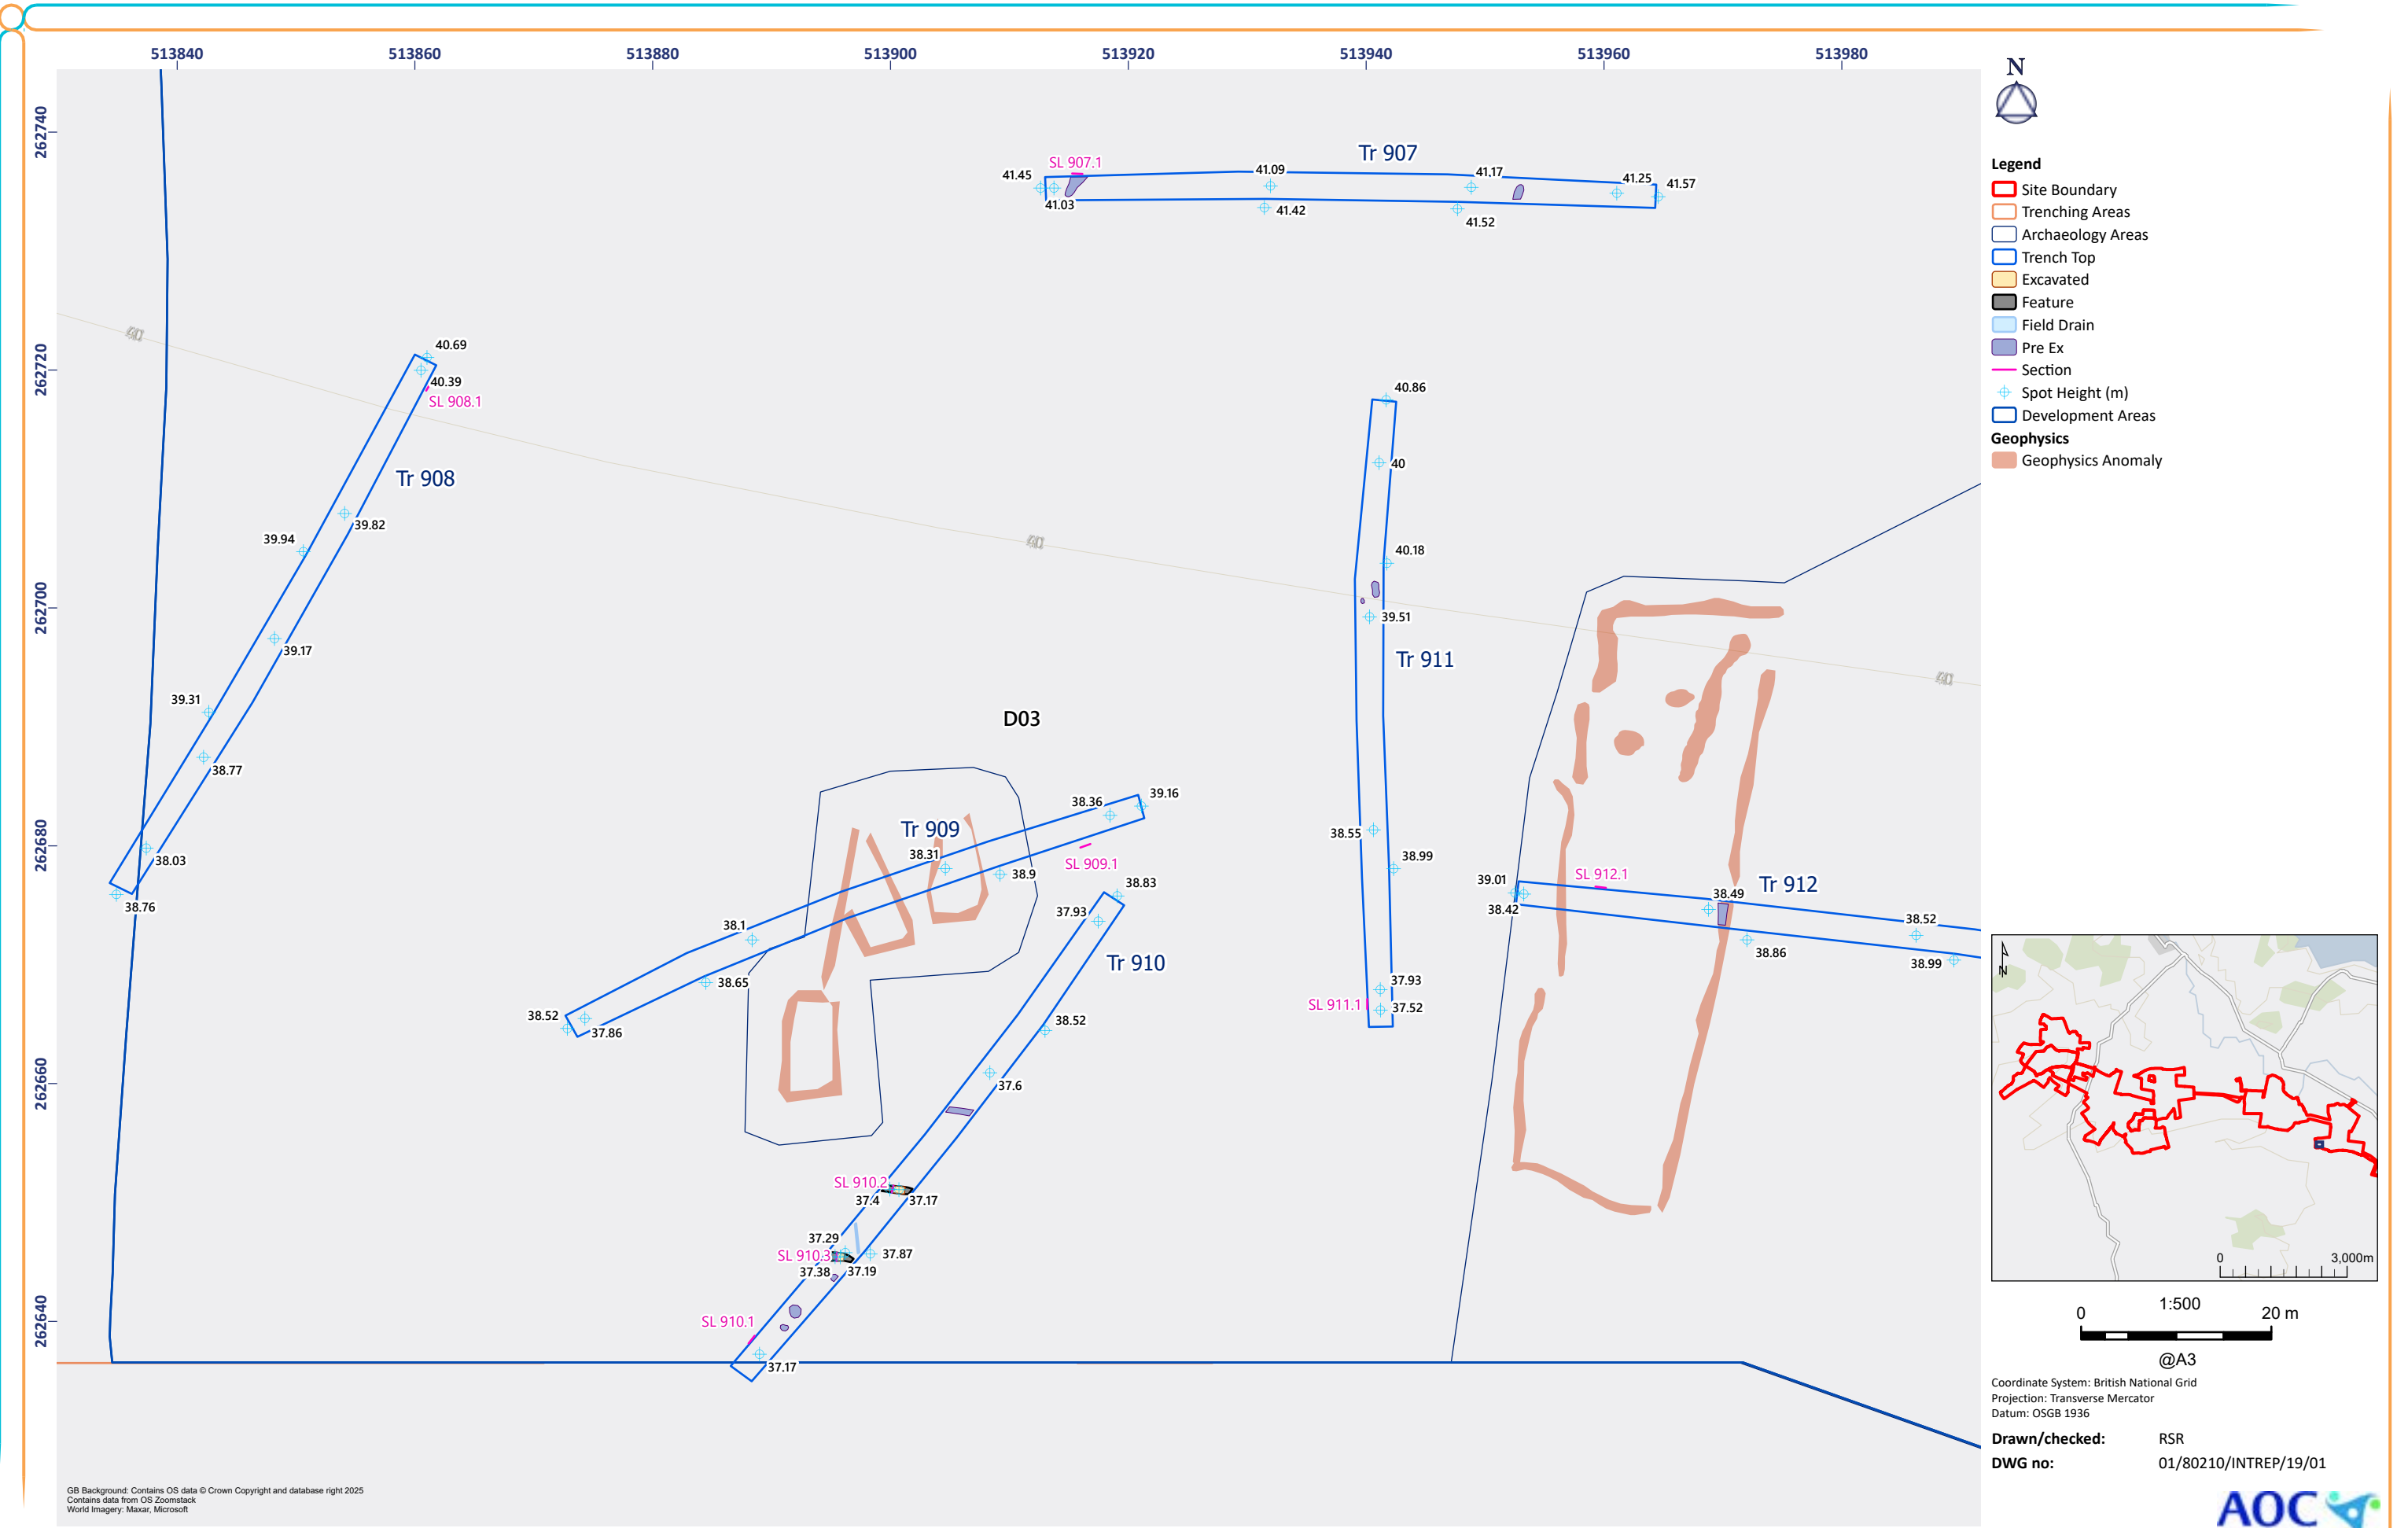 513840 513860 513880 513900 513920 513940 513960 513980
262740
262720
262700
262680
262660
262640
SL 907.1
Tr 907
41.45
41.03
41.09
41.42
41.17
41.52
41.25
41.57
40
40
40
40.69
40.39
SL 908.1
Tr 908
39.94
39.82
39.17
39.31
38.77
38.03
38.76
40.86
40
40.18
39.51
Tr 911
38.55
38.99
37.93
SL 911.1
37.52
D03
Tr 909
38.36
39.16
38.31
38.9
SL 909.1
38.1
38.65
38.52
37.86
38.83
37.93
Tr 910
38.52
37.6
SL 910.2
37.4
37.17
37.29
SL 910.3
37.87
37.38
37.19
SL 910.1
37.17
39.01
38.42
SL 912.1
38.49
Tr 912
38.86
38.52
38.99
N
Legend
Site Boundary
Trenching Areas
Archaeology Areas
Trench Top
Excavated
Feature
Field Drain
Pre Ex
Section
Spot Height (m)
Development Areas
Geophysics
Geophysics Anomaly
N
0 3,000m
1:500
0 20 m
@A3
Coordinate System: British National Grid
Projection: Transverse Mercator
Datum: OSGB 1936
Drawn/checked: RSR
DWG no: 01/80210/INTREP/19/01
AOC
GB Background: Contains OS data © Crown Copyright and database right 2025
Contains data from OS Zoomstack
World Imagery: Maxar, Microsoft